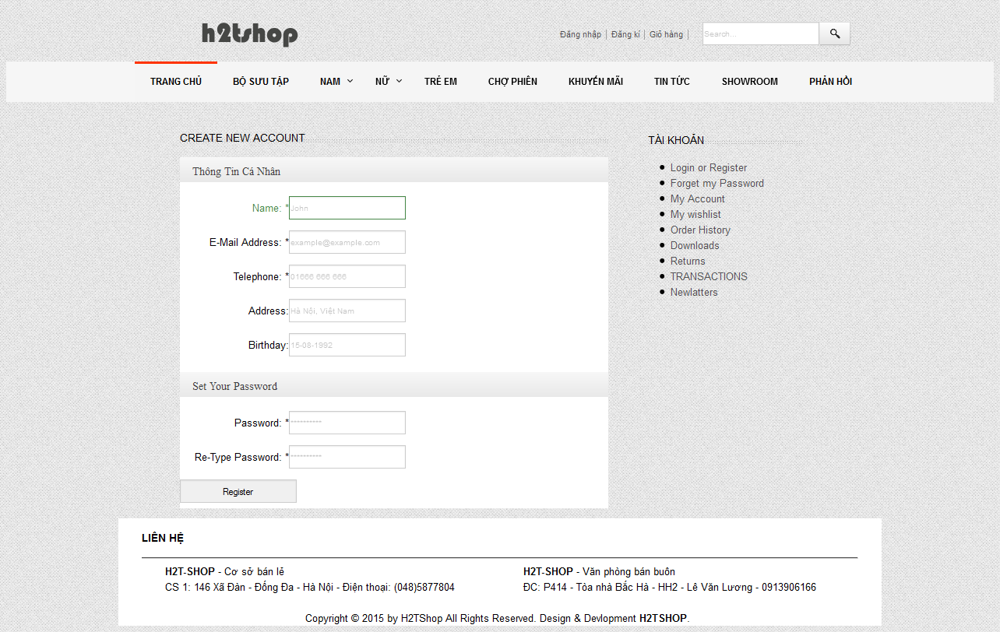 h2tshop
Đăng nhập | Đăng kí | Giỏ hàng |
Search...
TRANG CHỦ BỘ SƯU TẬP NAM NỮ TRẺ EM CHỢ PHIÊN KHUYẾN MÃI TIN TỨC SHOWROOM PHẢN HỒI
CREATE NEW ACCOUNT
Thông Tin Cá Nhân
Name: * John
E-Mail Address: * example@example.com
Telephone: * 01666 666 666
Address: Hà Nội, Việt Nam
Birthday: 15-08-1992
Set Your Password
Password: * **********
Re-Type Password: * **********
Register
TÀI KHOẢN
Login or Register
Forget my Password
My Account
My wishlist
Order History
Downloads
Returns
TRANSACTIONS
Newlatters
LIÊN HỆ
H2T-SHOP - Cơ sở bán lẻ
CS 1: 146 Xã Đàn - Đống Đa - Hà Nội - Điện thoại: (048)5877804
H2T-SHOP - Văn phòng bán buôn
ĐC: P414 - Tòa nhà Bắc Hà - HH2 - Lê Văn Lương - 0913906166
Copyright © 2015 by H2TShop All Rights Reserved. Design & Devlopment H2TSHOP.